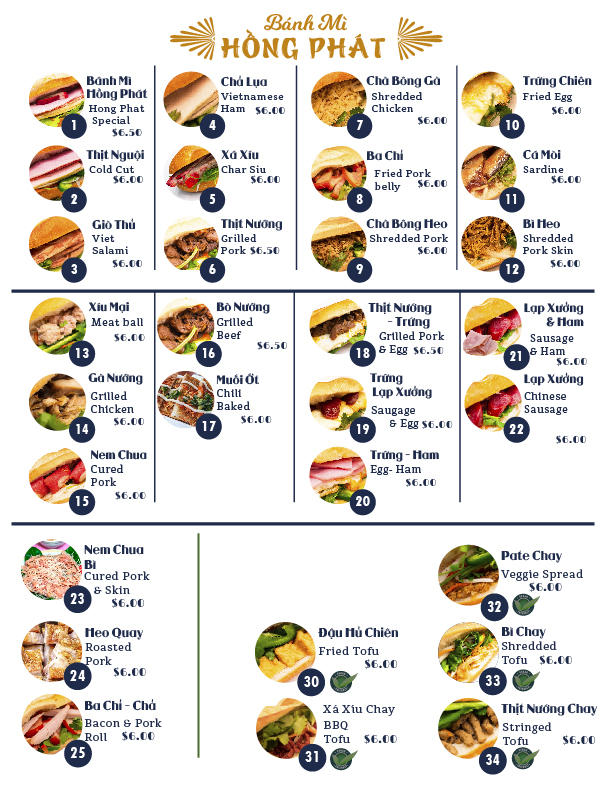 Bánh Mì
HỒNG PHÁT
Bánh Mì
Hồng Phát
Hong Phat
Special
$6.50
1
Thịt Nguội
Cold Cut
$6.00
2
Giò Thủ
Viet
Salami
$6.00
3
Chả Lụa
Vietnamese
Ham $6.00
4
Xá Xíu
Char Siu
$6.00
5
Thịt Nướng
Grilled
Pork $6.50
6
Chà Bông Gà
Shredded
Chicken
$6.00
7
Ba Chỉ
Fried Pork
belly $6.00
8
Chà Bông Heo
Shredded Pork
$6.00
9
Trứng Chiên
Fried Egg
$6.00
10
Cá Mòi
Sardine
$6.00
11
Bì Heo
Shredded
Pork Skin
$6.00
12
Xíu Mại
Meat ball
$6.00
13
Gà Nướng
Grilled
Chicken
$6.00
14
Nem Chua
Cured
Pork
$6.00
15
Bò Nướng
Grilled
Beef
$6.50
16
Muối Ớt
Chili
Baked
$6.00
17
Thịt Nướng
- Trứng
Grilled Pork
& Egg $6.50
18
Trứng
Lạp Xưởng
Saugage
& Egg $6.00
19
Trứng - Ham
Egg- Ham
$6.00
20
Lạp Xưởng
& Ham
Sausage
& Ham
$6.00
21
Lạp Xưởng
Chinese
Sausage
22
$6.00
Nem Chua
Bì
Cured Pork
& Skin
$6.00
23
Heo Quay
Roasted
Pork
$6.00
24
Ba Chỉ - Chả
Bacon & Pork
Roll $6.00
25
Đậu Hủ Chiên
Fried Tofu
$6.00
30
Xá Xíu Chay
BBQ
Tofu $6.00
31
Pate Chay
Veggie Spread
$6.00
32
Bì Chay
Shredded
Tofu $6.00
33
Thịt Nướng Chay
Stringed
Tofu $6.00
34